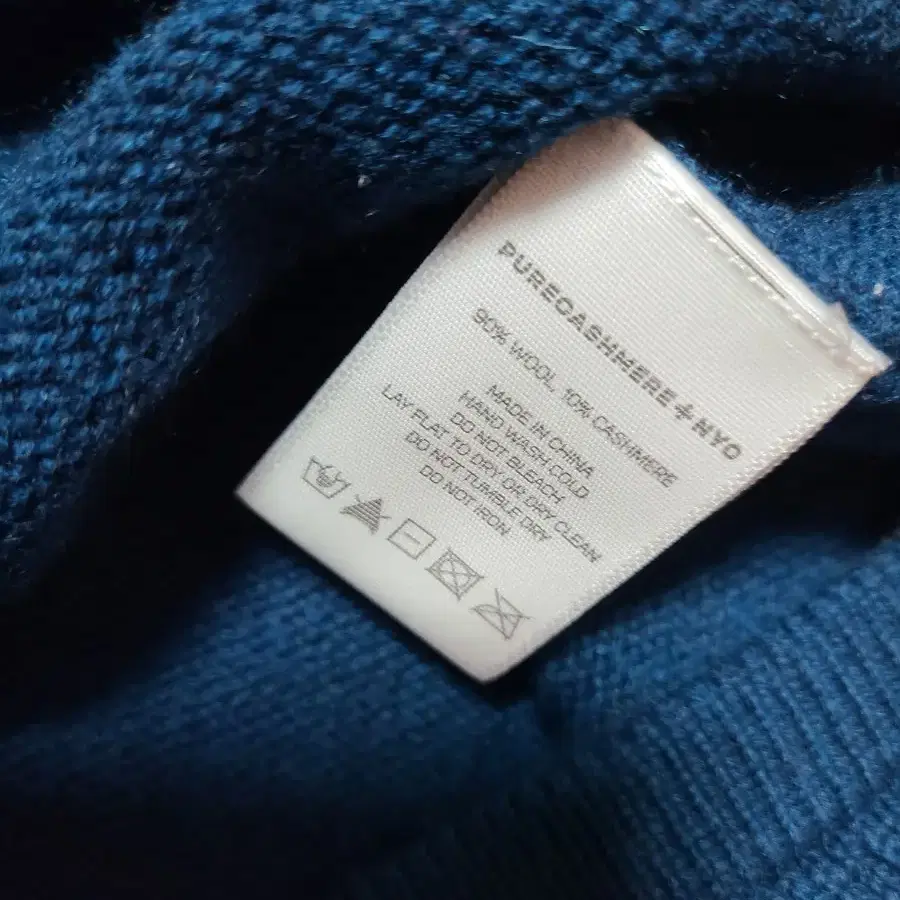 PURECASHMERE+NYC
90% WOOL, 10% CASHMERE
MADE IN CHINA
HAND WASH COLD
DO NOT BLEACH
LAY FLAT TO DRY OR DRY CLEAN
DO NOT TUMBLE DRY
DO NOT IRON